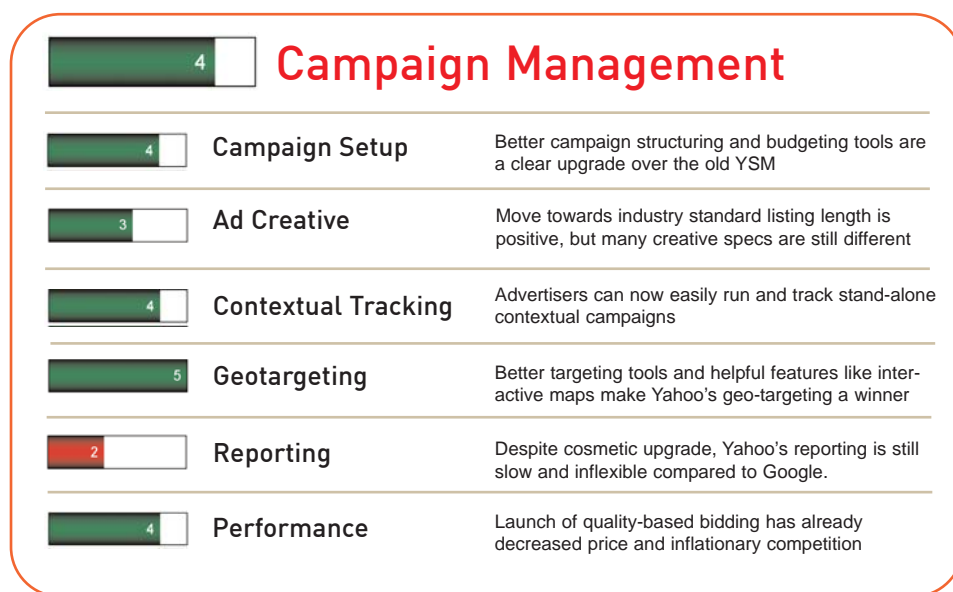 4 Campaign Management
4 Campaign Setup Better campaign structuring and budgeting tools are
a clear upgrade over the old YSM
3 Ad Creative Move towards industry standard listing length is
positive, but many creative specs are still different
4 Contextual Tracking Advertisers can now easily run and track stand-alone
contextual campaigns
5 Geotargeting Better targeting tools and helpful features like inter-
active maps make Yahoo's geo-targeting a winner
2 Reporting Despite cosmetic upgrade, Yahoo's reporting is still
slow and inflexible compared to Google.
4 Performance Launch of quality-based bidding has already
decreased price and inflationary competition